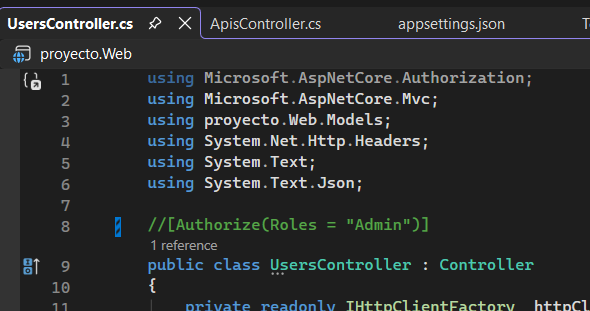 UsersController.cs ApisController.cs appsettings.json
proyecto.Web
1 using Microsoft.AspNetCore.Authorization;
2 using Microsoft.AspNetCore.Mvc;
3 using proyecto.Web.Models;
4 using System.Net.Http.Headers;
5 using System.Text;
6 using System.Text.Json;
7
8 //[Authorize(Roles = "Admin")]
1 reference
9 public class UsersController : Controller
10 {
11 private readonly IHttpClientFactory